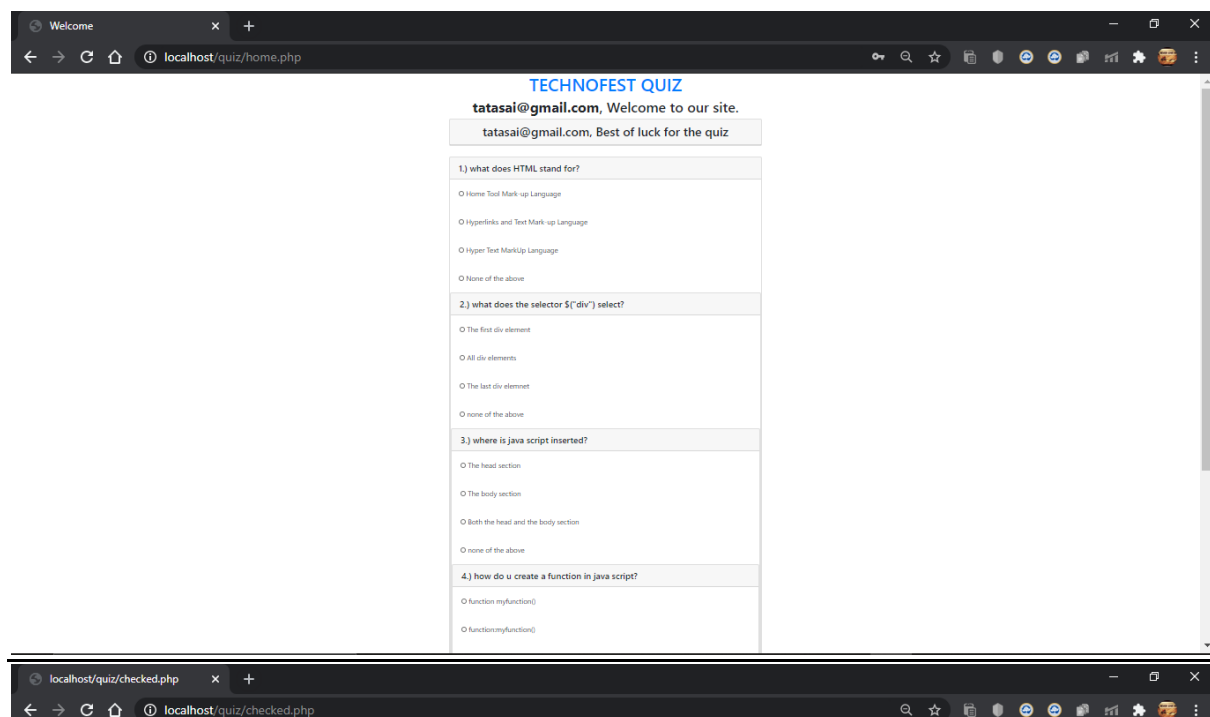 Welcome
localhost/quiz/home.php
TECHNOFEST QUIZ
tatasai@gmail.com, Welcome to our site.
tatasai@gmail.com, Best of luck for the quiz
1.) what does HTML stand for?
Home Tool Mark-up Language
Hyperlinks and Text Mark-up Language
Hyper Text MarkUp Language
None of the above
2.) what does the selector $("div") select?
The first div element
All div elements
The last div elemnet
none of the above
3.) where is java script inserted?
The head section
The body section
Both the head and the body section
none of the above
4.) how do u create a function in java script?
function myfunction()
function:myfunction()
localhost/quiz/checked.php
localhost/quiz/checked.php